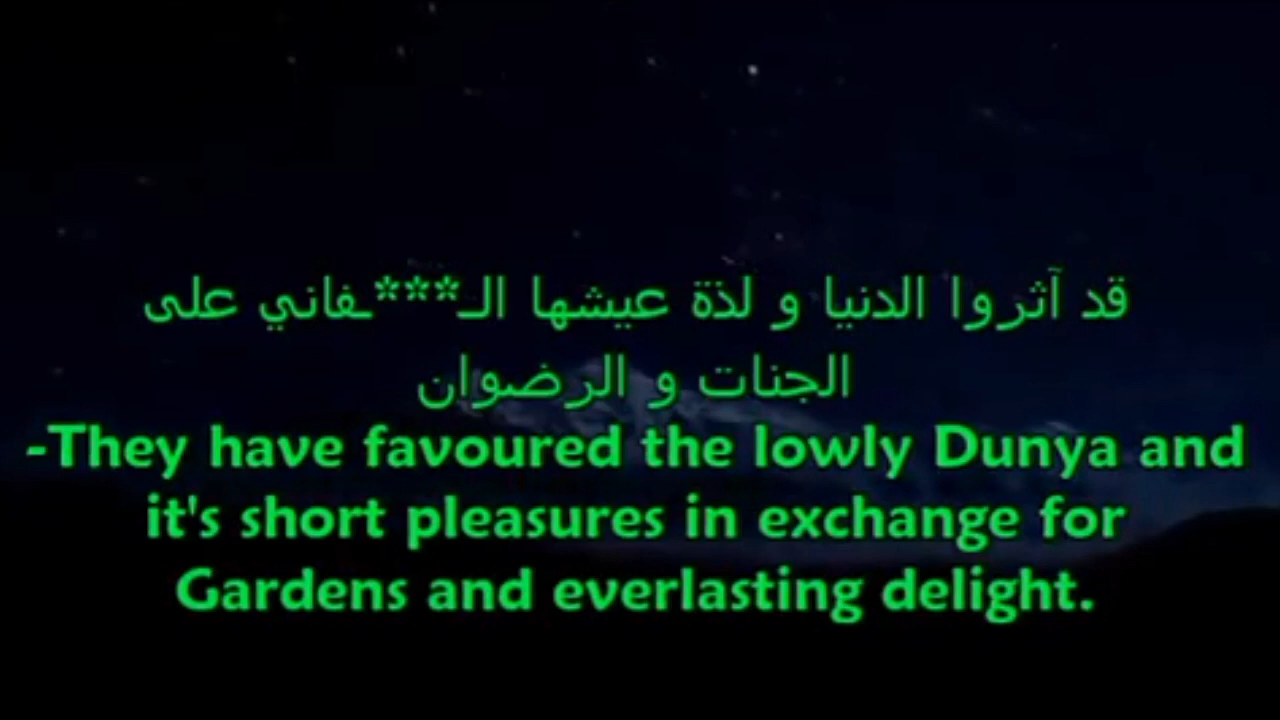 قد آثروا الدنيا و لذة عيشها الـ***ـفاني على
الجنات و الرضوان
-They have favoured the lowly Dunya and
it's short pleasures in exchange for
Gardens and everlasting delight.